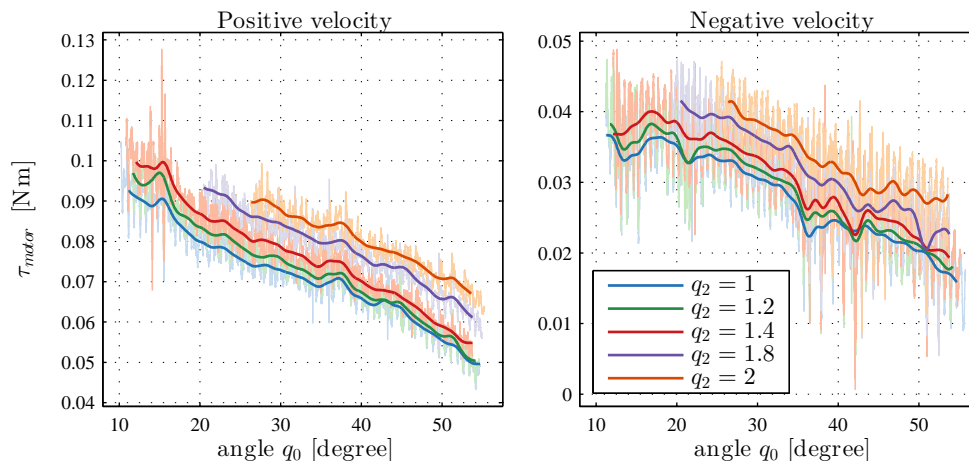 Positive velocity
0.13
0.12
0.11
0.1
0.09
0.08
0.07
0.06
0.05
0.04
τmotor [N m]
10 20 30 40 50
angle q0 [degree]
Negative velocity
0.05
0.04
0.03
0.02
0.01
0
q2 = 1
q2 = 1.2
q2 = 1.4
q2 = 1.8
q2 = 2
10 20 30 40 50
angle q0 [degree]